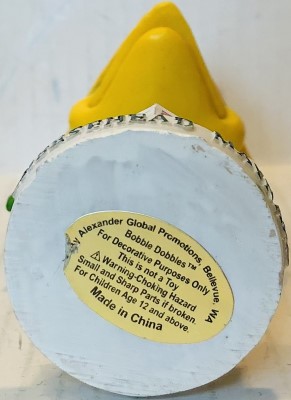 y Alexander Global Promotions, Bellevue, WA
Bobbie Dobbles™
For Decorative Purposes Only
This is not a Toy
⚠Warning-Choking Hazard
Small and Sharp Parts if broken
For Children Age 12 and above.
Made in China